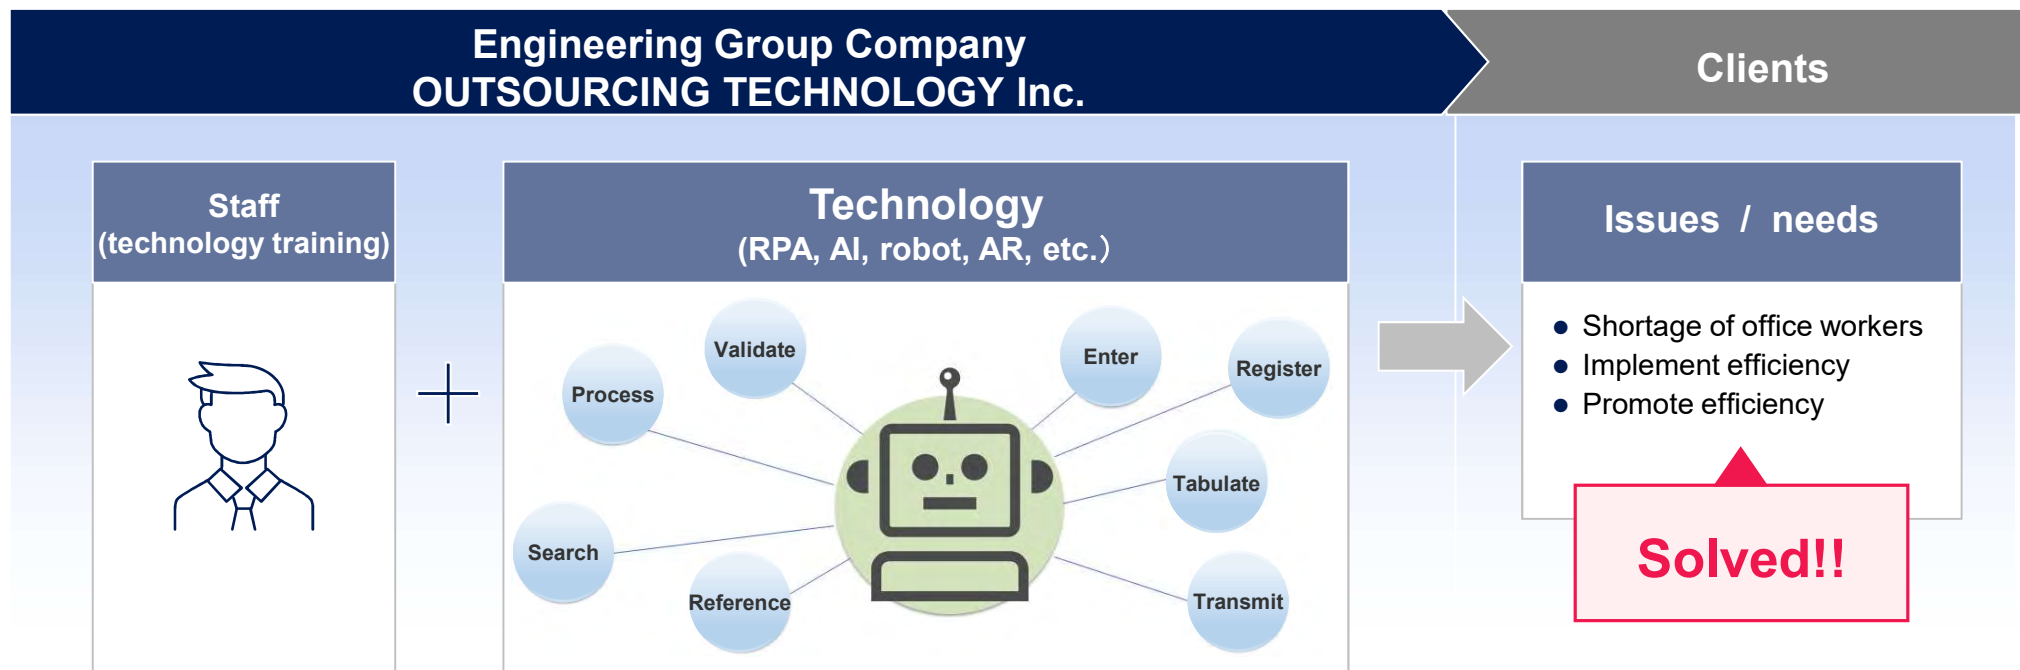 Engineering Group Company
OUTSOURCING TECHNOLOGY Inc.
Clients
Staff
(technology training)
Technology
(RPA, AI, robot, AR, etc.）
Issues / needs
Validate
Enter
Process
Register
Tabulate
Search
Reference
Transmit
● Shortage of office workers
● Implement efficiency
● Promote efficiency
Solved!!